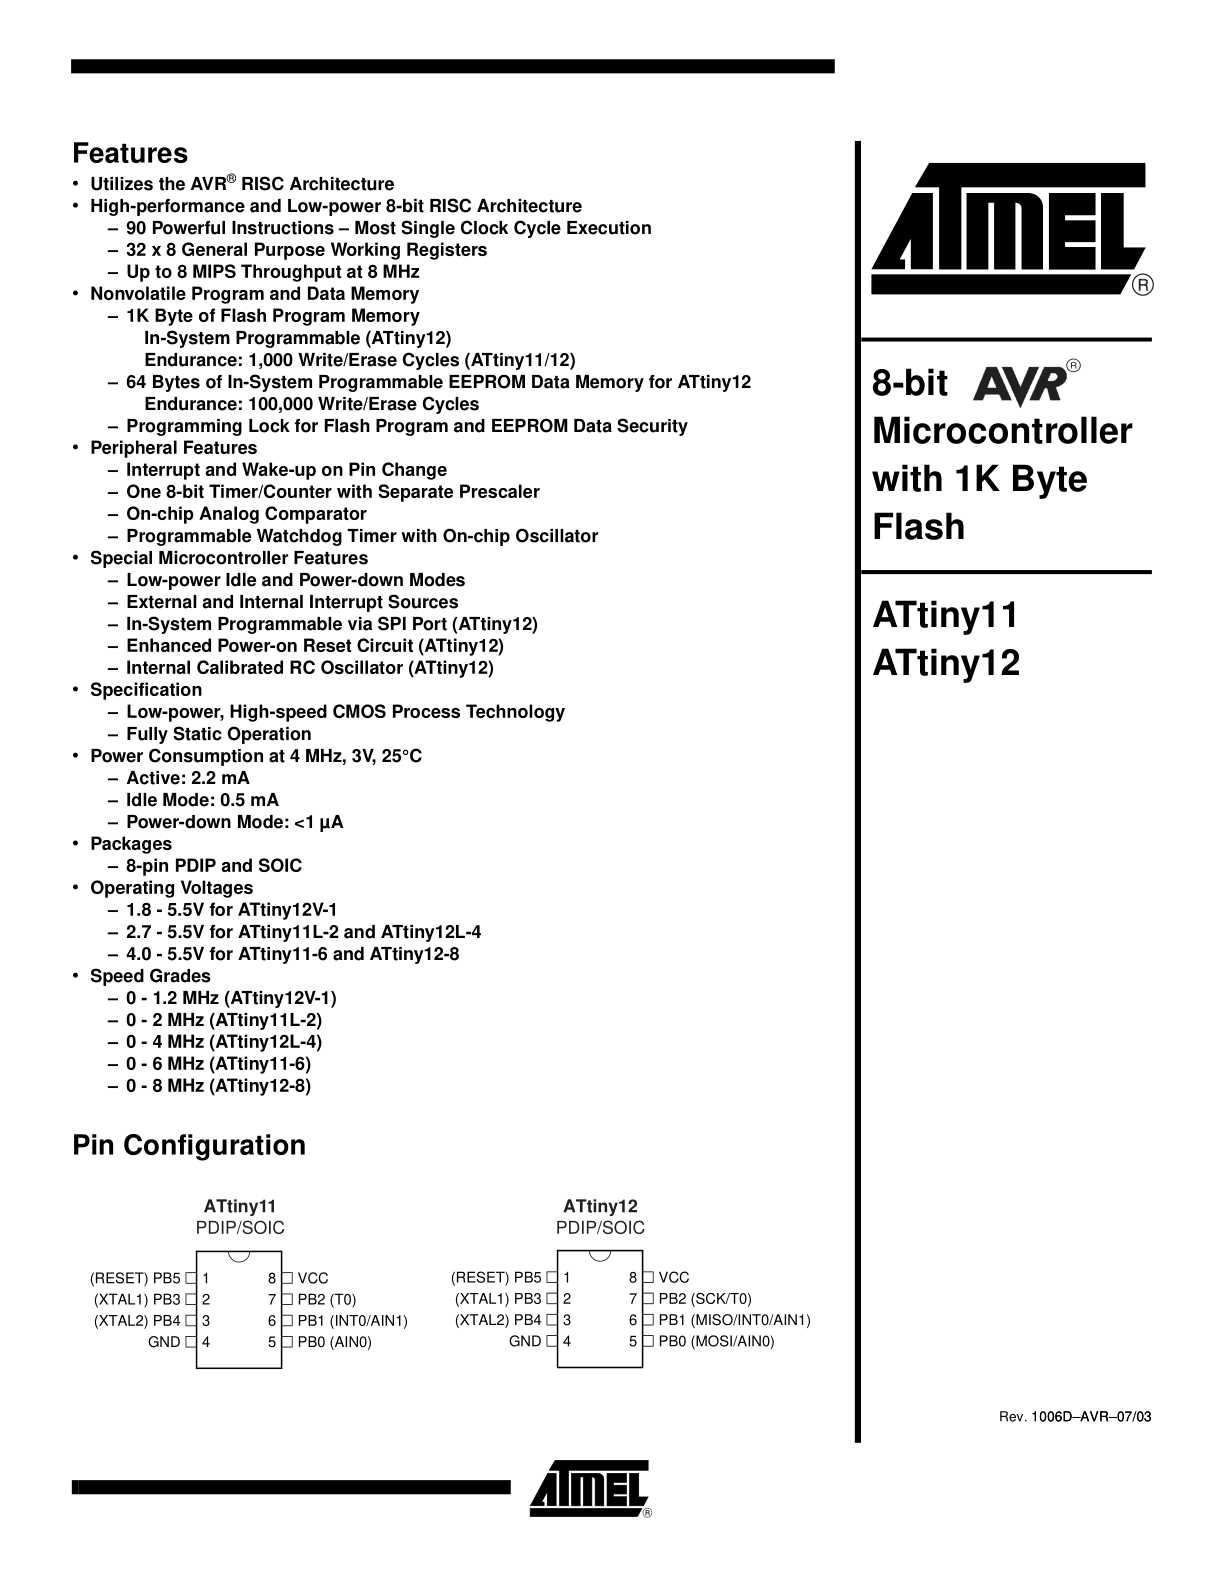 Features
• Utilizes the AVR® RISC Architecture
• High-performance and Low-power 8-bit RISC Architecture
– 90 Powerful Instructions – Most Single Clock Cycle Execution
– 32 x 8 General Purpose Working Registers
– Up to 8 MIPS Throughput at 8 MHz
• Nonvolatile Program and Data Memory
– 1K Byte of Flash Program Memory
In-System Programmable (ATtiny12)
Endurance: 1,000 Write/Erase Cycles (ATtiny11/12)
– 64 Bytes of In-System Programmable EEPROM Data Memory for ATtiny12
Endurance: 100,000 Write/Erase Cycles
– Programming Lock for Flash Program and EEPROM Data Security
• Peripheral Features
– Interrupt and Wake-up on Pin Change
– One 8-bit Timer/Counter with Separate Prescaler
– On-chip Analog Comparator
– Programmable Watchdog Timer with On-chip Oscillator
• Special Microcontroller Features
– Low-power Idle and Power-down Modes
– External and Internal Interrupt Sources
– In-System Programmable via SPI Port (ATtiny12)
– Enhanced Power-on Reset Circuit (ATtiny12)
– Internal Calibrated RC Oscillator (ATtiny12)
• Specification
– Low-power, High-speed CMOS Process Technology
– Fully Static Operation
• Power Consumption at 4 MHz, 3V, 25°C
– Active: 2.2 mA
– Idle Mode: 0.5 mA
– Power-down Mode: <1 µA
• Packages
– 8-pin PDIP and SOIC
• Operating Voltages
– 1.8 - 5.5V for ATtiny12V-1
– 2.7 - 5.5V for ATtiny11L-2 and ATtiny12L-4
– 4.0 - 5.5V for ATtiny11-6 and ATtiny12-8
• Speed Grades
– 0 - 1.2 MHz (ATtiny12V-1)
– 0 - 2 MHz (ATtiny11L-2)
– 0 - 4 MHz (ATtiny12L-4)
– 0 - 6 MHz (ATtiny11-6)
– 0 - 8 MHz (ATtiny12-8)
Pin Configuration
ATtiny11
PDIP/SOIC
(RESET) PB5 1 8 VCC
(XTAL1) PB3 2 7 PB2 (T0)
(XTAL2) PB4 3 6 PB1 (INT0/AIN1)
GND 4 5 PB0 (AIN0)
ATtiny12
PDIP/SOIC
(RESET) PB5 1 8 VCC
(XTAL1) PB3 2 7 PB2 (SCK/T0)
(XTAL2) PB4 3 6 PB1 (MISO/INT0/AIN1)
GND 4 5 PB0 (MOSI/AIN0)
ATMEL®
8-bit AVR®
Microcontroller
with 1K Byte
Flash
ATtiny11
ATtiny12
Rev. 1006D–AVR–07/03
ATMEL®